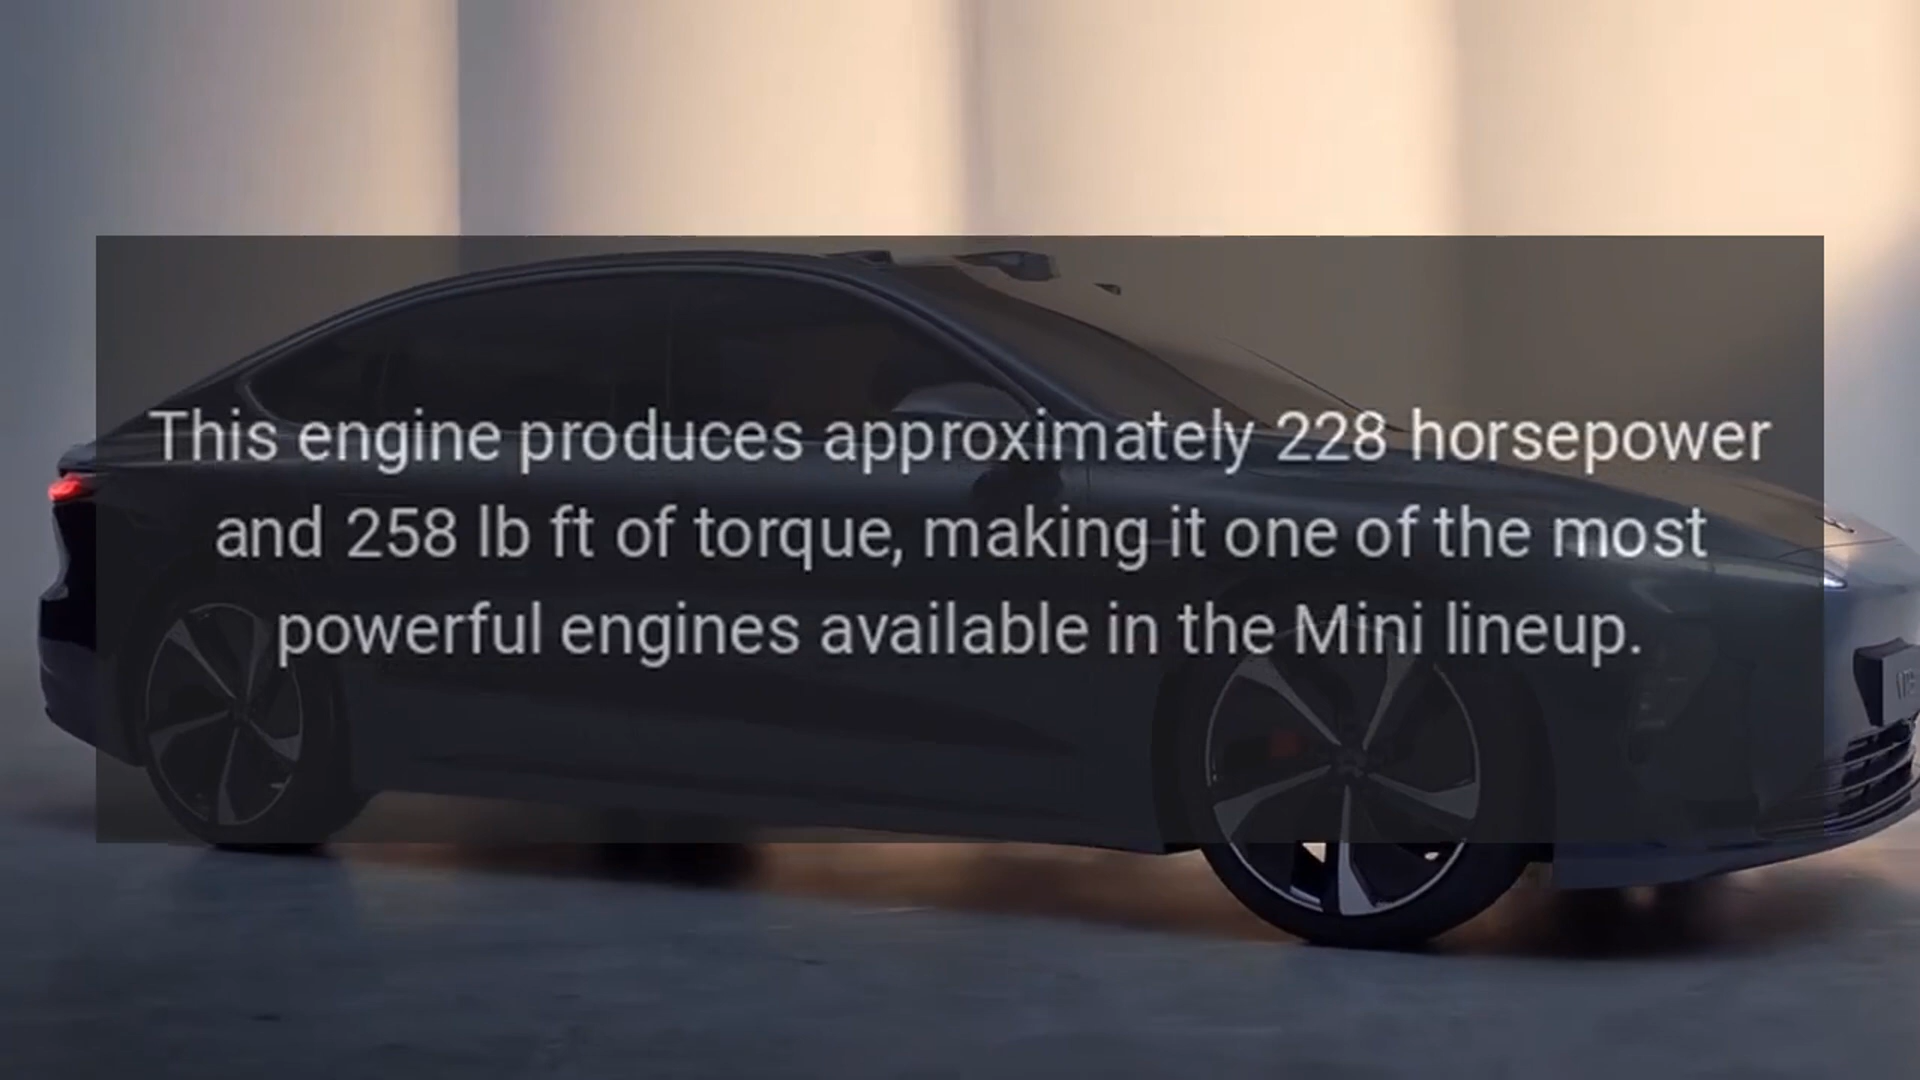 This engine produces approximately 228 horsepower
and 258 lb ft of torque, making it one of the most
powerful engines available in the Mini lineup.